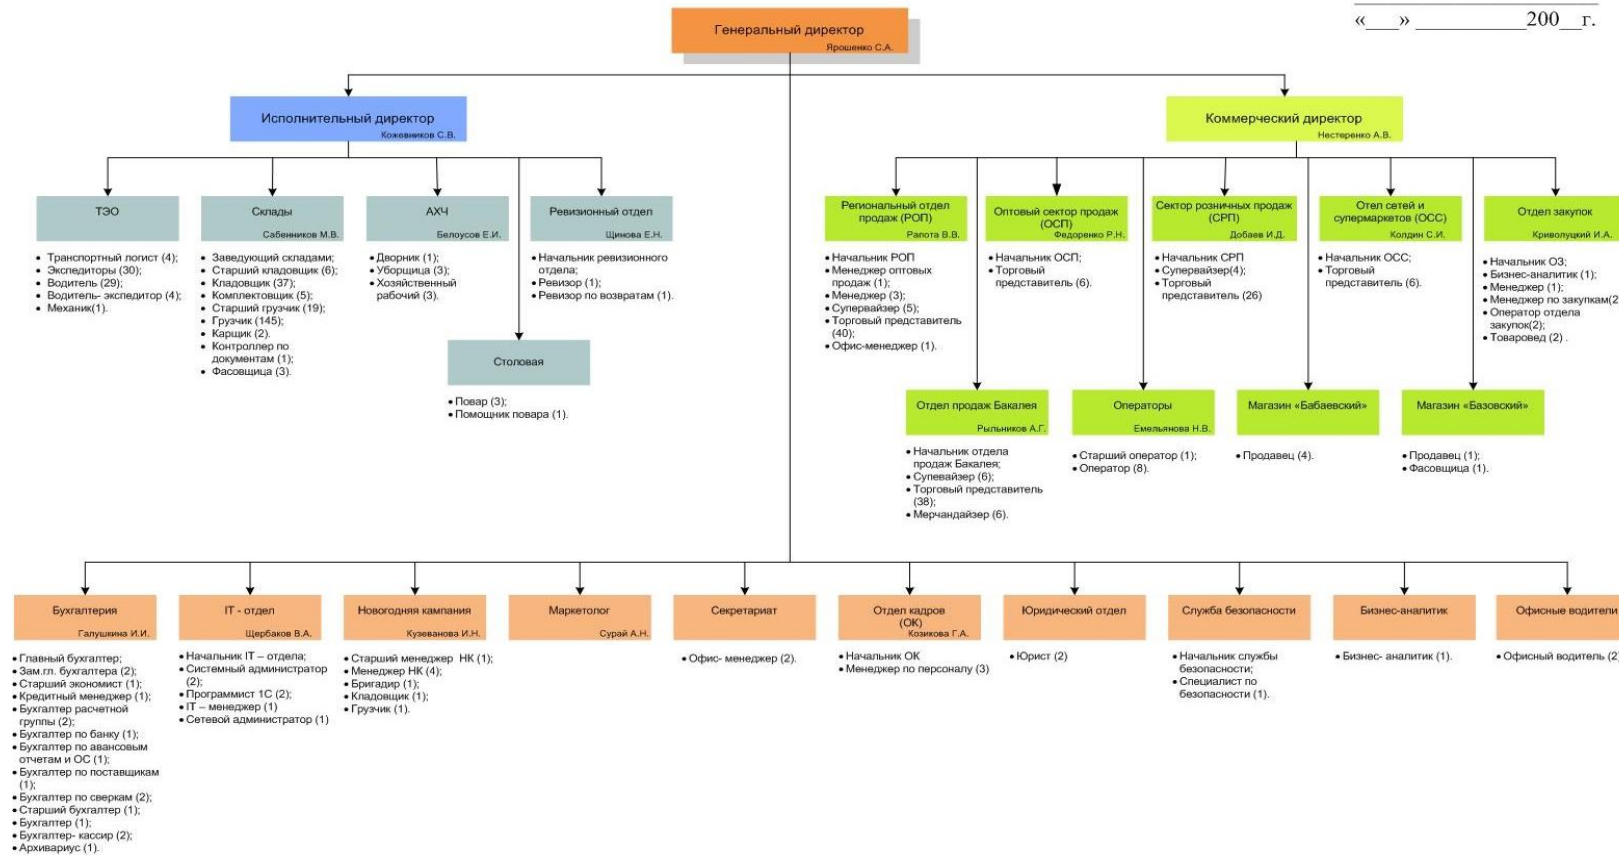 «___» ___________200__г.
Генеральный директор
Ярошенко С.А.
Исполнительный директор
Кожевников С.В.
Коммерческий директор
Нестеренко А.В.
ТЭО
Транспортный логист (4);
Экспедиторы (30);
Водитель (29);
Водитель- экспедитор (4);
Механик(1).
Склады
Сабенников М.В.
Заведующий складами;
Старший кладовщик (6);
Кладовщик (37);
Комплектовщик (5);
Старший грузчик (19);
Грузчик (145);
Карщик (2).
Контроллер по
документам (1);
Фасовщица (3).
АХЧ
Белоусов Е.И.
Дворник (1);
Уборщица (3);
Хозяйственный
рабочий (3).
Ревизионный отдел
Щинова Е.Н.
Начальник ревизионного
отдела;
Ревизор (1);
Ревизор по возвратам (1).
Столовая
Повар (3);
Помощник повара (1).
Региональный отдел
продаж (РОП)
Рапота В.В.
Начальник РОП
Менеджер оптовых
продаж (1);
Менеджер (3);
Супервайзер (5);
Торговый представитель
(40);
Офис-менеджер (1).
Оптовый сектор продаж
(ОСП)
Федоренко Р.Н.
Начальник ОСП;
Торговый
представитель (6).
Сектор розничных продаж
(СРП)
Добаев И.Д.
Начальник СРП
Супервайзер(4);
Торговый
представитель (26)
Отел сетей и
супермаркетов (ОСС)
Колдин С.И.
Начальник ОСС;
Торговый
представитель (6).
Отдел закупок
Криволуцкий И.А.
Начальник ОЗ;
Бизнес-аналитик (1);
Менеджер (1);
Менеджер по закупкам(2
Оператор отдела
закупок(2);
Товаровед (2) .
Отдел продаж Бакалея
Рыльников А.Г.
Начальник отдела
продаж Бакалея;
Супевайзер (6);
Торговый представитель
(38);
Мерчандайзер (6).
Операторы
Емельянова Н.В.
Старший оператор (1);
Оператор (8).
Магазин «Бабаевский»
Продавец (4).
Магазин «Базовский»
Продавец (1);
Фасовщица (1).
Бухгалтерия
Галушкина И.И.
Главный бухгалтер;
Зам.гл. бухгалтера (2);
Старший экономист (1);
Кредитный менеджер (1);
Бухгалтер расчетной
группы (2);
Бухгалтер по банку (1);
Бухгалтер по авансовым
отчетам и ОС (1);
Бухгалтер по поставщикам
(1);
Бухгалтер по сверкам (2);
Старший бухгалтер (1);
Бухгалтер (1);
Бухгалтер- кассир (2);
Архивариус (1).
IT - отдел
Щербаков В.А.
Начальник IT – отдела;
Системный администратор
(2);
Программист 1С (2);
IT – менеджер (1)
Сетевой администратор (1)
Новогодняя кампания
Кузеванова И.Н.
Старший менеджер НК (1);
Менеджер НК (4);
Бригадир (1);
Кладовщик (1);
Грузчик (1).
Маркетолог
Сурай А.Н.
Секретариат
Офис- менеджер (2).
Отдел кадров
(ОК)
Козикова Г.А.
Начальник ОК
Менеджер по персоналу (3)
Юридический отдел
Юрист (2)
Служба безопасности
Начальник службы
безопасности;
Специалист по
безопасности (1).
Бизнес-аналитик
Бизнес- аналитик (1).
Офисные водители
Офисный водитель (2)